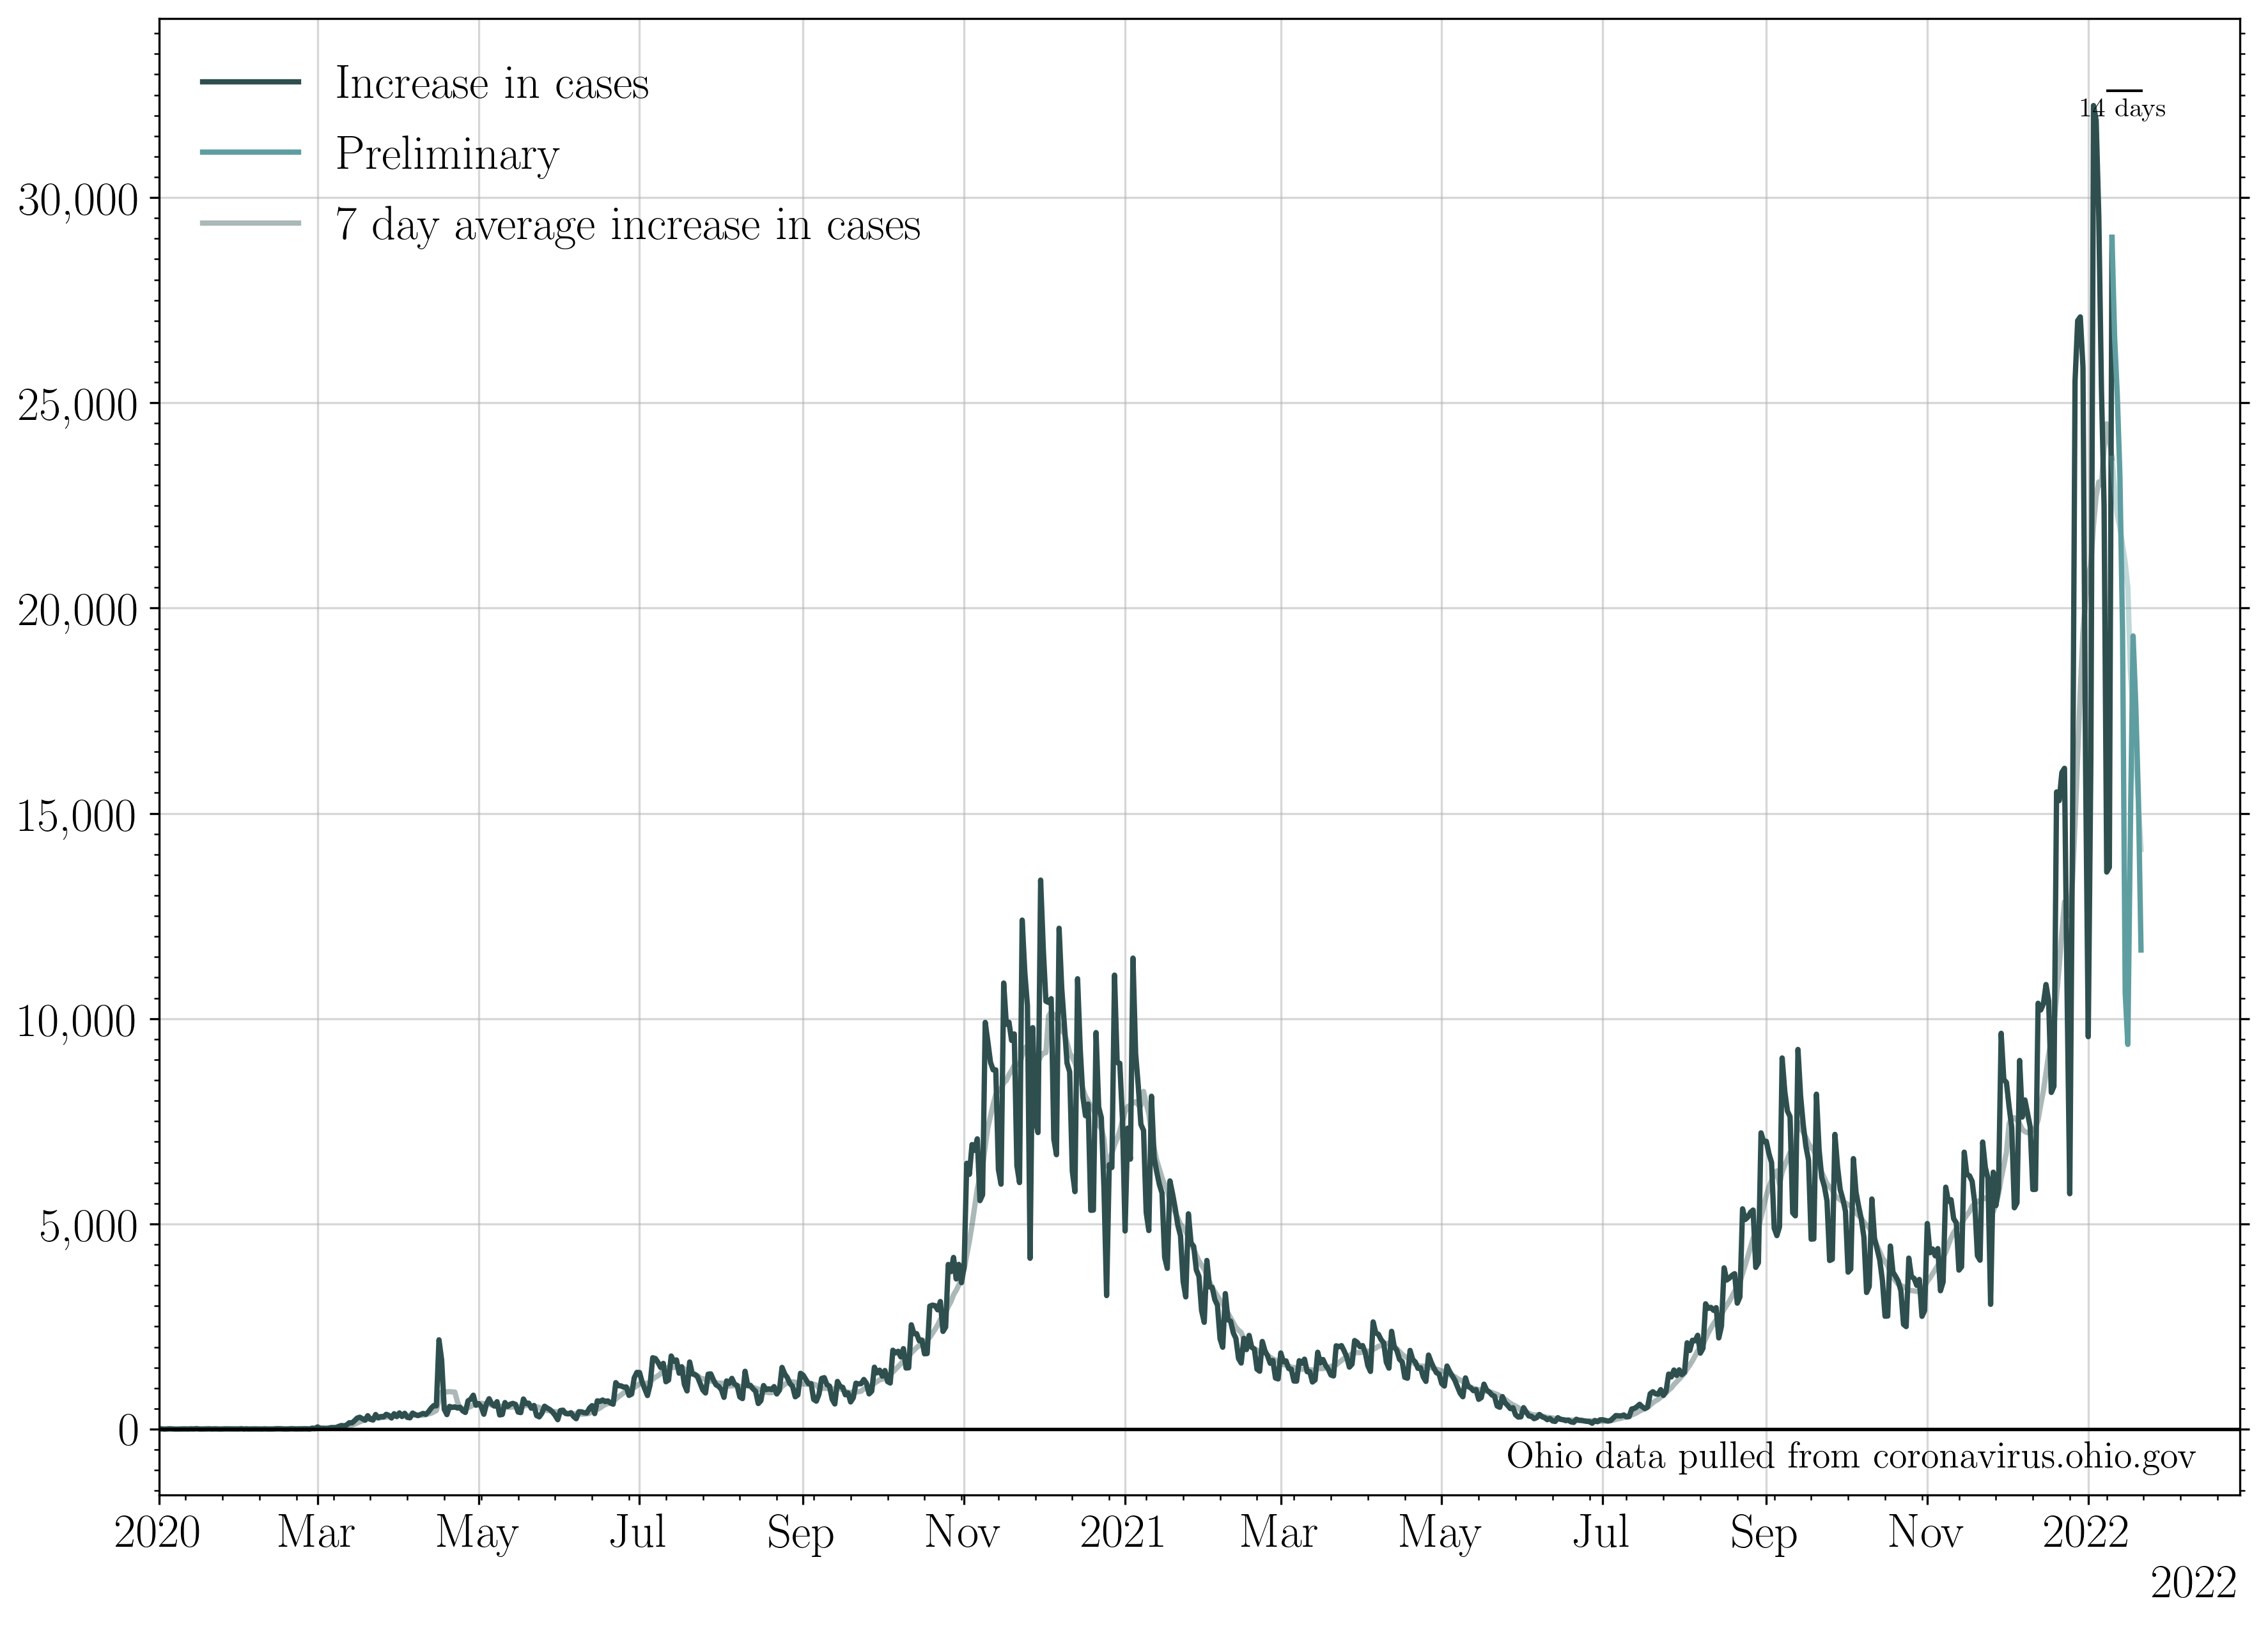 Increase in cases
Preliminary
7 day average increase in cases
14 days
30,000
25,000
20,000
15,000
10,000
5,000
0
Ohio data pulled from coronavirus.ohio.gov
2020 Mar May Jul Sep Nov 2021 Mar May Jul Sep Nov 2022
2022